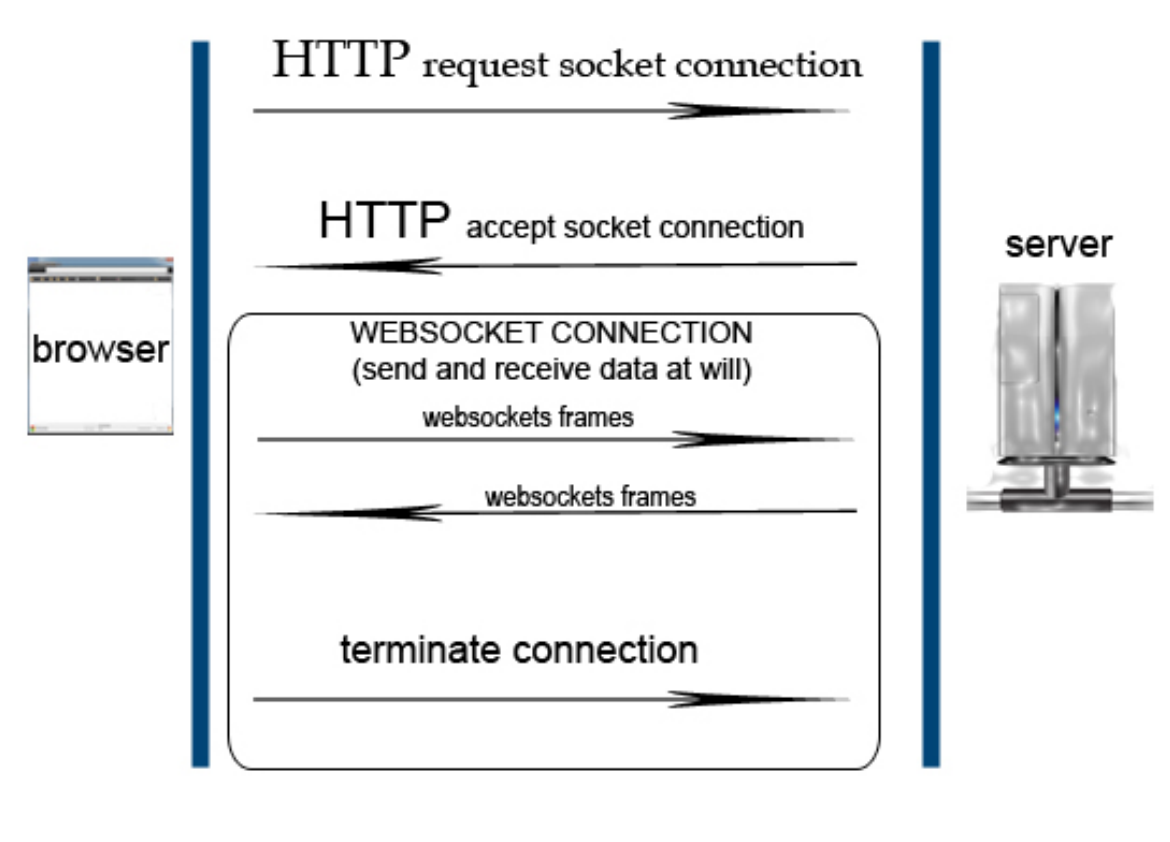 HTTP request socket connection
HTTP accept socket connection
server
browser
WEBSOCKET CONNECTION
(send and receive data at will)
websockets frames
websockets frames
terminate connection